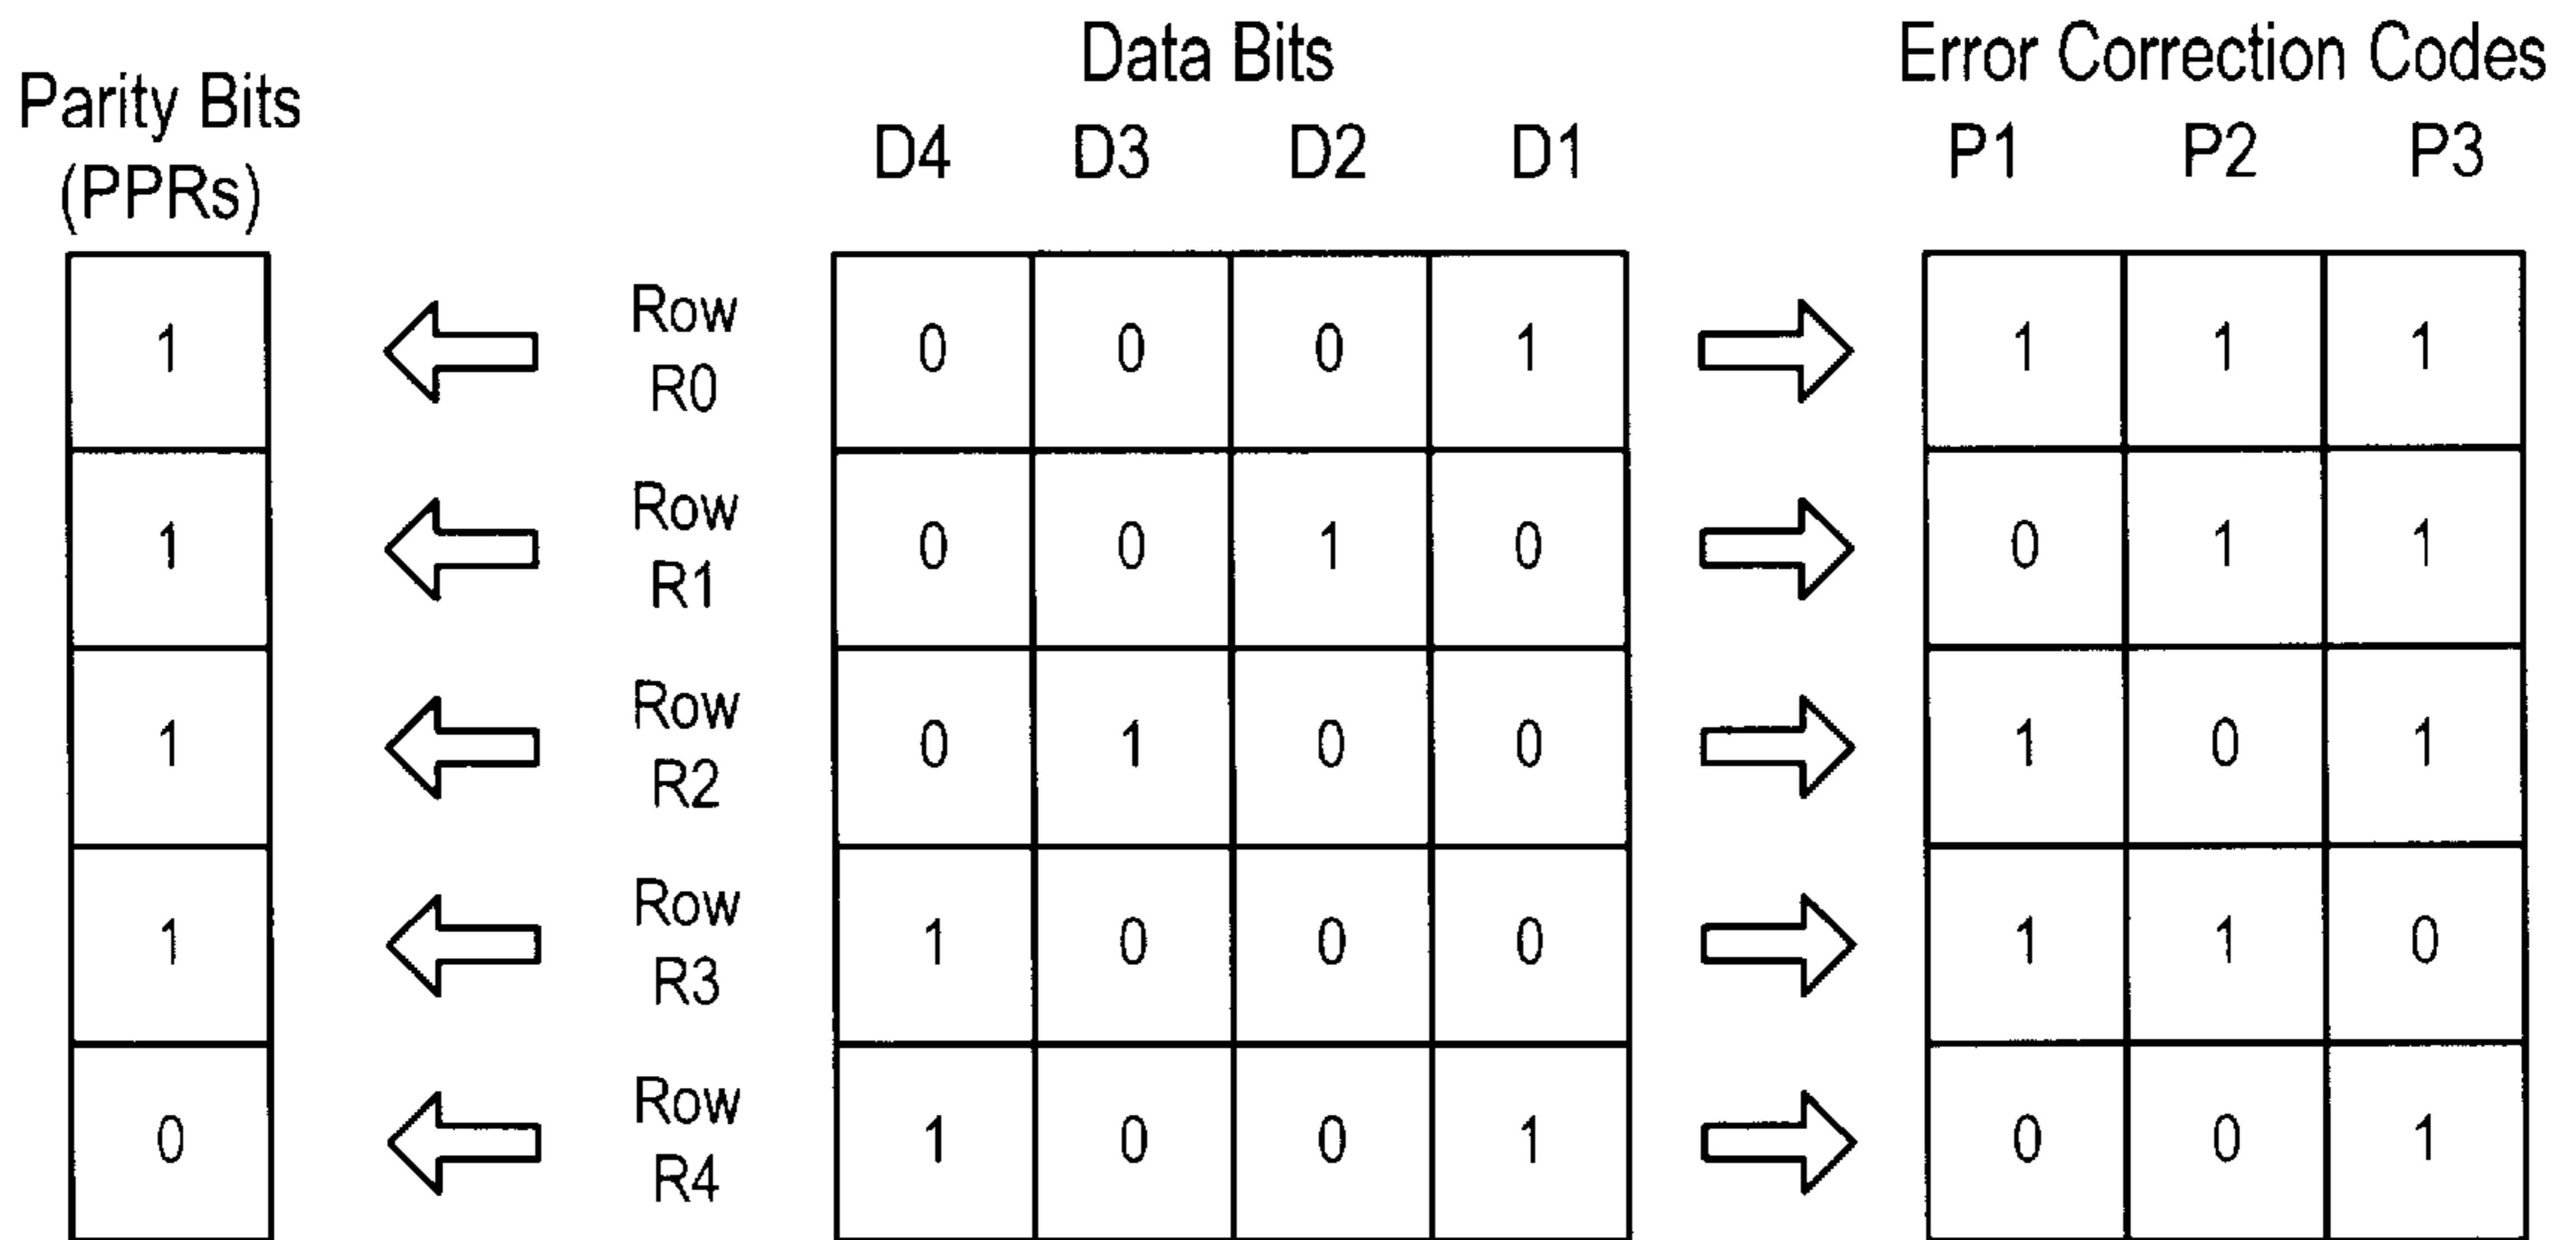 Data Bits
Error Correction Codes
Parity Bits
(PPRs)
D4 D3 D2 D1
P1 P2 P3
1 Row R0 0 0 0 1 1 1 1
1 Row R1 0 0 1 0 0 1 1
1 Row R2 0 1 0 0 1 0 1
1 Row R3 1 0 0 0 1 1 0
0 Row R4 1 0 0 1 0 0 1